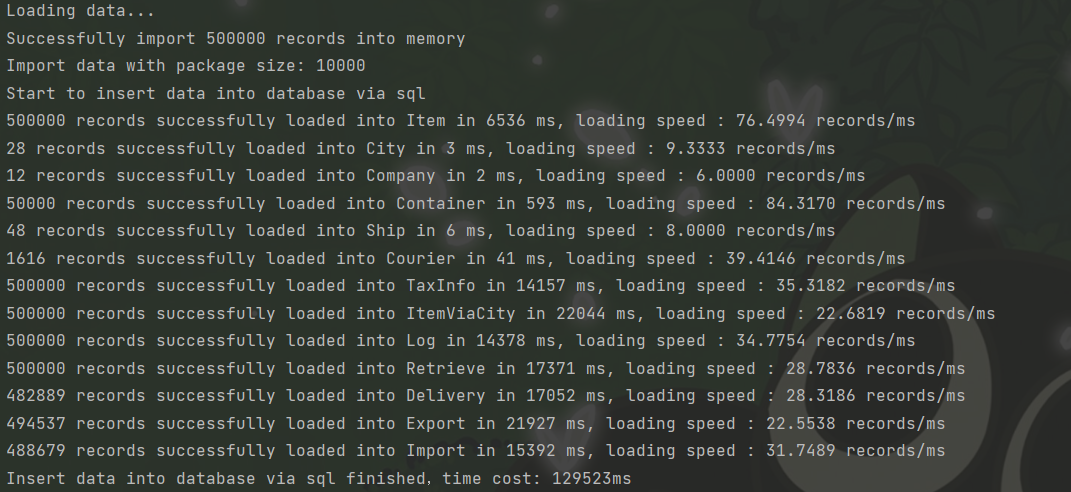 Loading data...
Successfully import 500000 records into memory
Import data with package size: 10000
Start to insert data into database via sql
500000 records successfully loaded into Item in 6536 ms, loading speed : 76.4994 records/ms
28 records successfully loaded into City in 3 ms, loading speed : 9.3333 records/ms
12 records successfully loaded into Company in 2 ms, loading speed : 6.0000 records/ms
50000 records successfully loaded into Container in 593 ms, loading speed : 84.3170 records/ms
48 records successfully loaded into Ship in 6 ms, loading speed : 8.0000 records/ms
1616 records successfully loaded into Courier in 41 ms, loading speed : 39.4146 records/ms
500000 records successfully loaded into TaxInfo in 14157 ms, loading speed : 35.3182 records/ms
500000 records successfully loaded into ItemViaCity in 22044 ms, loading speed : 22.6819 records/ms
500000 records successfully loaded into Log in 14378 ms, loading speed : 34.7754 records/ms
500000 records successfully loaded into Retrieve in 17371 ms, loading speed : 28.7836 records/ms
482889 records successfully loaded into Delivery in 17052 ms, loading speed : 28.3186 records/ms
494537 records successfully loaded into Export in 21927 ms, loading speed : 22.5538 records/ms
488679 records successfully loaded into Import in 15392 ms, loading speed : 31.7489 records/ms
Insert data into database via sql finished, time cost: 129523ms